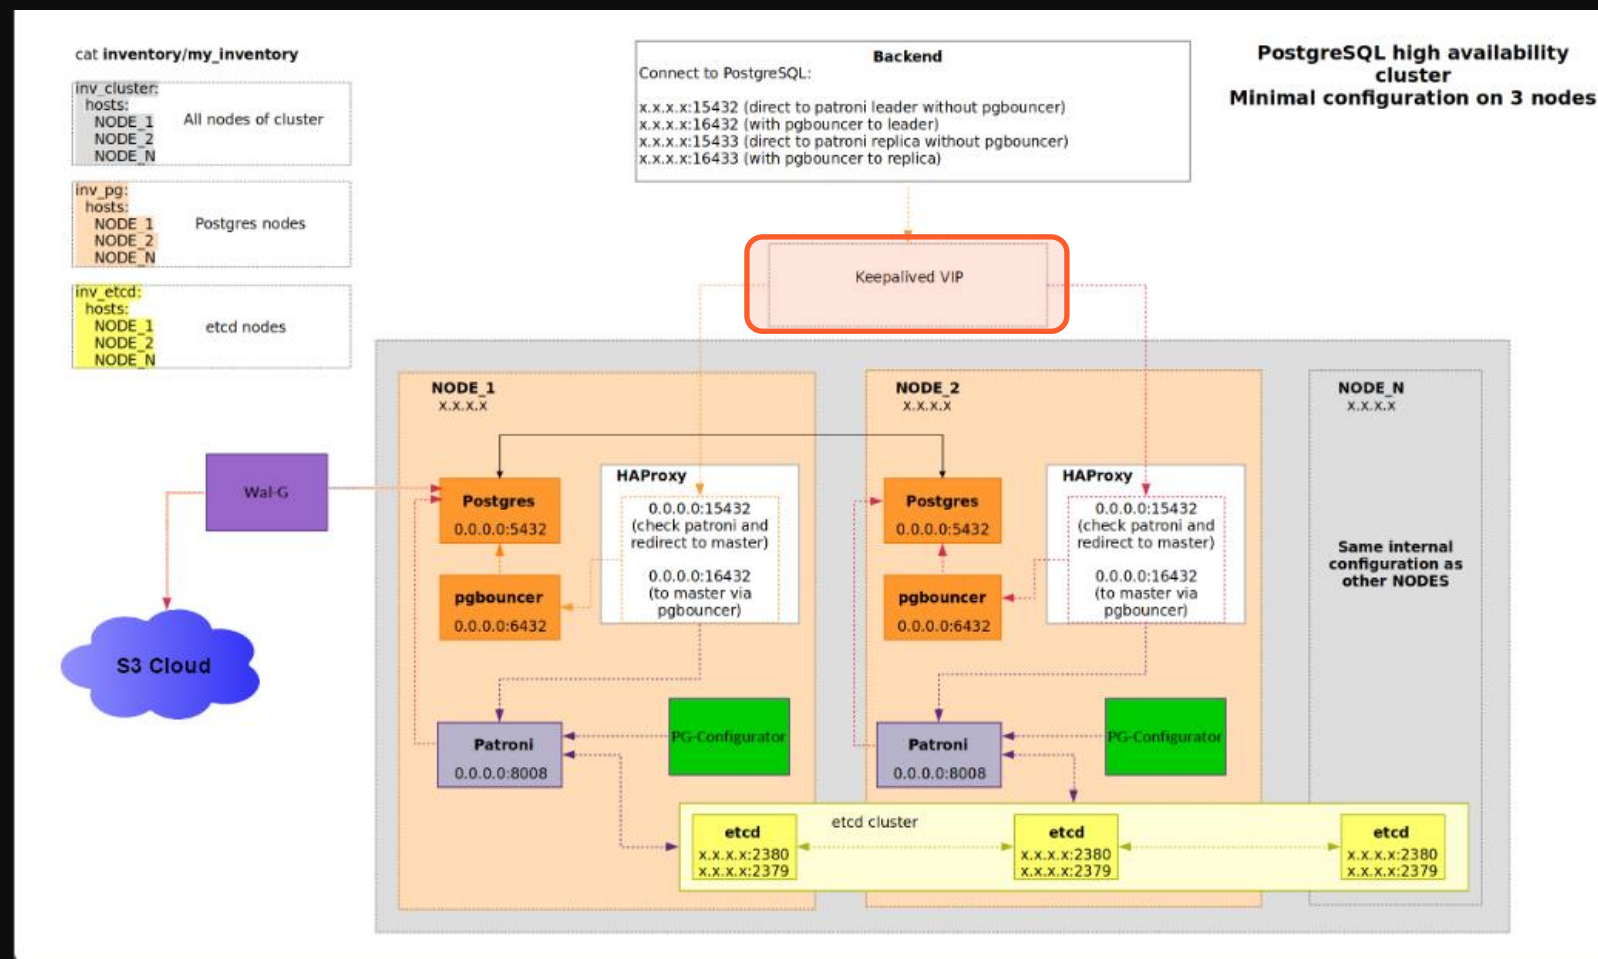 cat inventory/my_inventory
inv_cluster:
hosts:
NODE_1
NODE_2
NODE_N
All nodes of cluster
inv_pg:
hosts:
NODE_1
NODE_2
NODE_N
Postgres nodes
inv_etcd:
hosts:
NODE_1
NODE_2
NODE_N
etcd nodes
Backend
Connect to PostgreSQL:
x.x.x.x:15432 (direct to patroni leader without pgbouncer)
x.x.x.x:16432 (with pgbouncer to leader)
x.x.x.x:15433 (direct to patroni replica without pgbouncer)
x.x.x.x:16433 (with pgbouncer to replica)
PostgreSQL high availability
cluster
Minimal configuration on 3 nodes
Keepalived VIP
Wal-G
S3 Cloud
NODE_1
x.x.x.x
Postgres
0.0.0.0:5432
pgbouncer
0.0.0.0:6432
HAProxy
0.0.0.0:15432
(check patroni and
redirect to master)
0.0.0.0:16432
(to master via
pgbouncer)
Patroni
0.0.0.0:8008
PG-Configurator
NODE_2
x.x.x.x
Postgres
0.0.0.0:5432
pgbouncer
0.0.0.0:6432
HAProxy
0.0.0.0:15432
(check patroni and
redirect to master)
0.0.0.0:16432
(to master via
pgbouncer)
Patroni
0.0.0.0:8008
PG-Configurator
NODE_N
x.x.x.x
Same internal
configuration as
other NODES
etcd cluster
etcd
x.x.x.x:2380
x.x.x.x:2379
etcd
x.x.x.x:2380
x.x.x.x:2379
etcd
x.x.x.x:2380
x.x.x.x:2379